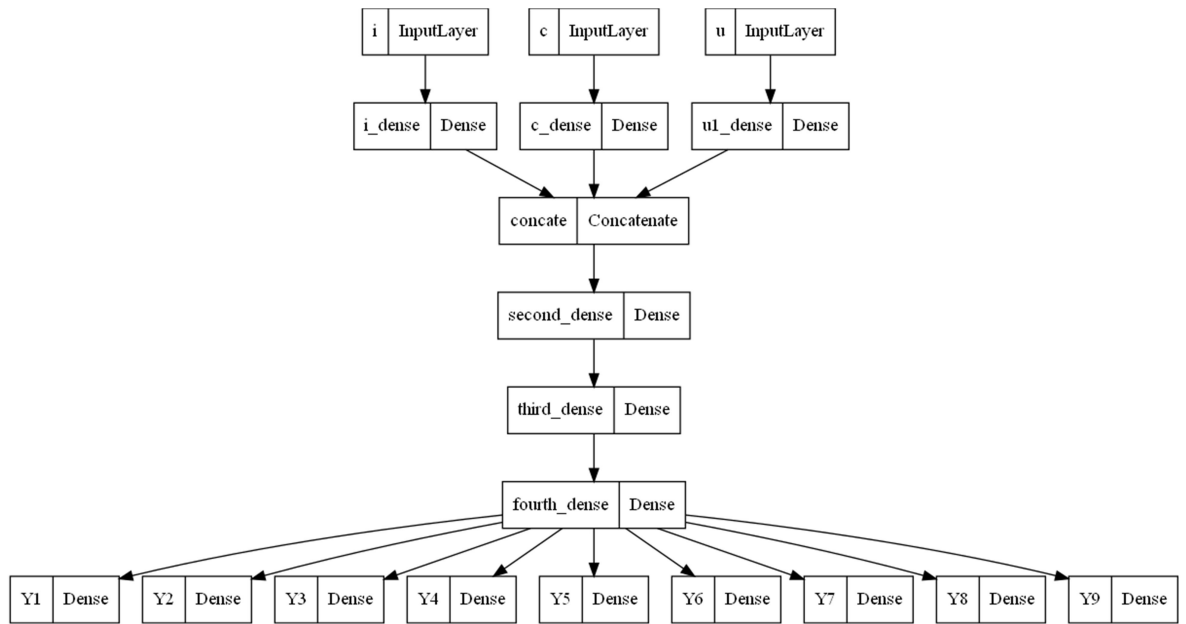 i InputLayer c InputLayer u InputLayer
i_dense Dense c_dense Dense u1_dense Dense
concate Concatenate
second_dense Dense
third_dense Dense
fourth_dense Dense
Y1 Dense Y2 Dense Y3 Dense Y4 Dense Y5 Dense Y6 Dense Y7 Dense Y8 Dense Y9 Dense